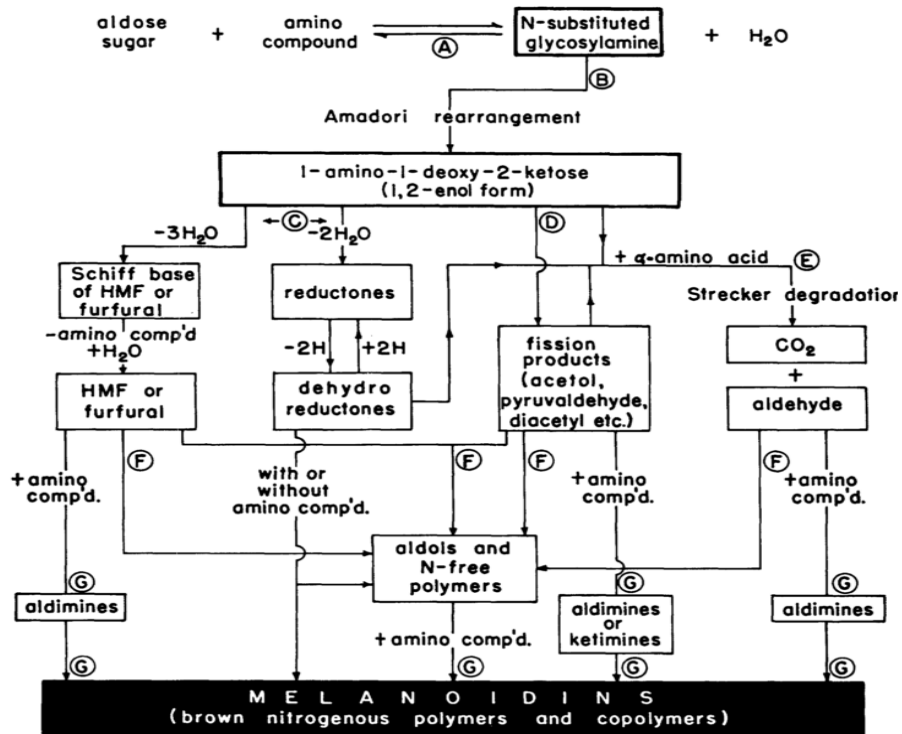 aldose sugar + amino compound
A
N-substituted glycosylamine + H₂O
B
Amadori rearrangement
1-amino-1-deoxy-2-ketose
(1,2-enol form)
-3H₂O
C
-2H₂O
D
+ α-amino acid
E
Strecker degradation
Schiff base
of HMF or
furfural
reductones
-amino comp'd
+H₂O
-2H
+2H
fission
products
(acetol,
pyruvaldehyde,
diacetyl etc.)
CO₂
+
aldehyde
HMF or
furfural
dehydro
reductones
+amino
comp'd.
F
with or
without
amino comp'd.
F
F
+amino
comp'd.
F
+amino
comp'd.
aldols and
N-free
polymers
G
aldimines
G
+amino comp'd.
G
G
aldimines
or
ketimines
G
G
aldimines
G
MELANOIDINS
(brown nitrogenous polymers and copolymers)